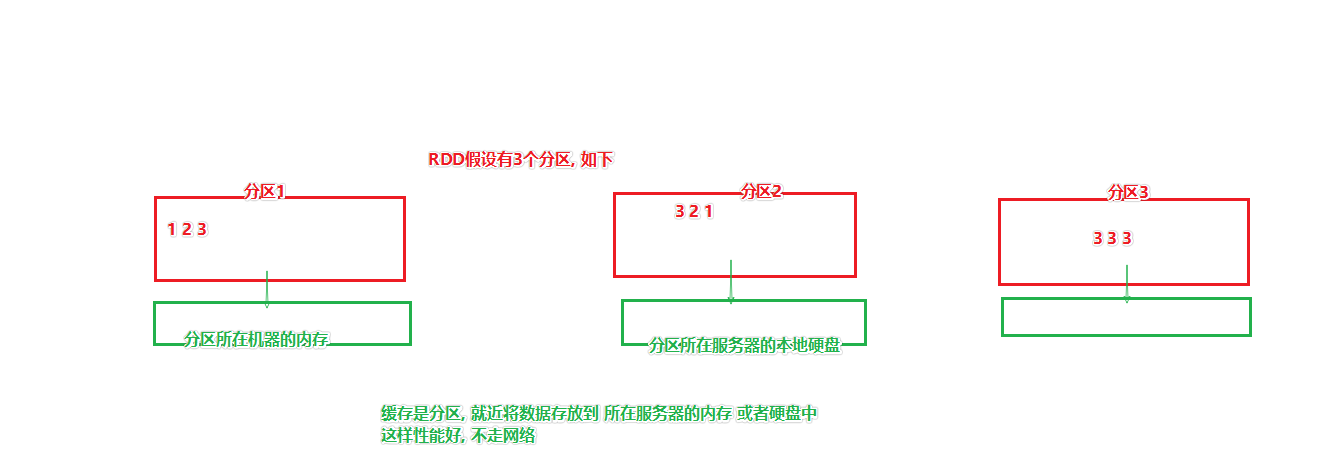 RDD假设有3个分区, 如下
分区1
分区2
分区3
1 2 3
3 2 1
3 3 3
分区所在机器的内存
分区所在服务器的本地硬盘
缓存是分区, 就近将数据存放到 所在服务器的内存 或者硬盘中
这样性能好, 不走网络